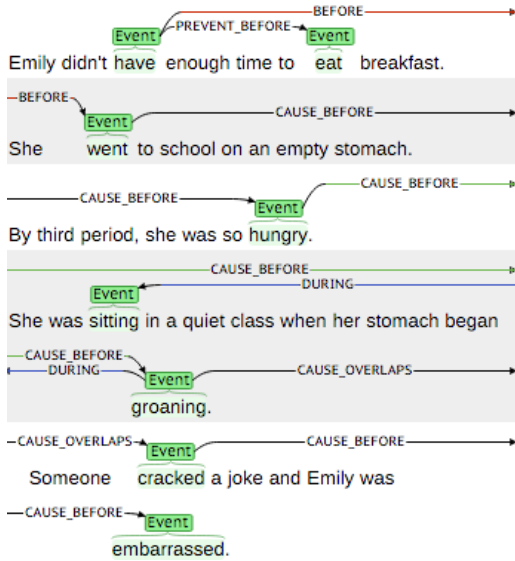 BEFORE
PREVENT_BEFORE
Event Event
Emily didn't have enough time to eat breakfast.
BEFORE
CAUSE_BEFORE
Event
She went to school on an empty stomach.
CAUSE_BEFORE
CAUSE_BEFORE
Event
By third period, she was so hungry.
CAUSE_BEFORE
DURING
Event
She was sitting in a quiet class when her stomach began
CAUSE_BEFORE
DURING CAUSE_OVERLAPS
Event
groaning.
CAUSE_OVERLAPS CAUSE_BEFORE
Event
Someone cracked a joke and Emily was
CAUSE_BEFORE
Event
embarrassed.